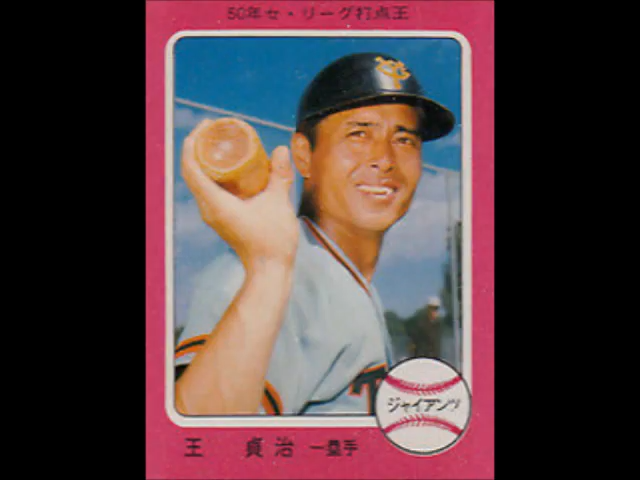 50年セ・リーグ打点王
ジャイアンツ
王 貞治 一塁手